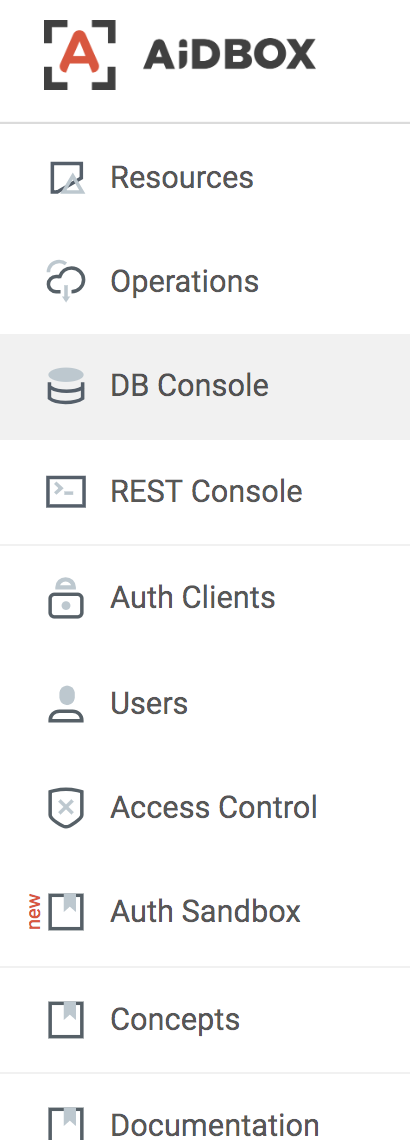 AiDBOX
Resources
Operations
DB Console
REST Console
Auth Clients
Users
Access Control
new
Auth Sandbox
Concepts
Documentation